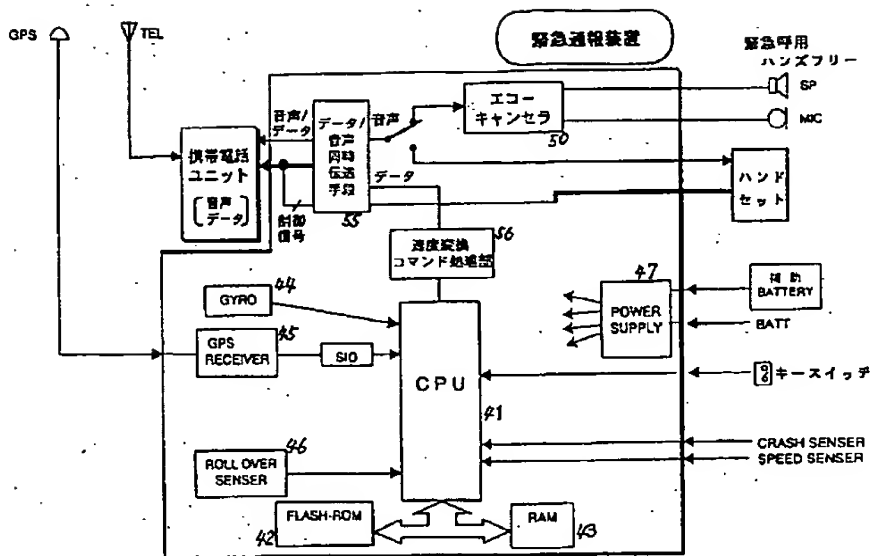 GPS
TEL
緊急通報装置
緊急呼用
ハンズフリー
SP
MIC
エコー
キャンセラ
50
音声/
データ
データ/
音声
同時
伝送
手段
55
音声
データ
携帯電話
ユニット
音声
データ
制御
信号
ハンド
セット
速度変換
コマンド処理部
56
GYRO
44
GPS
RECEIVER
45
SIO
CPU
41
POWER
SUPPLY
47
補助
BATTERY
BATT
キースイッチ
CRASH SENSER
SPEED SENSER
ROLL OVER
SENSER
46
FLASH-ROM
42
RAM
43